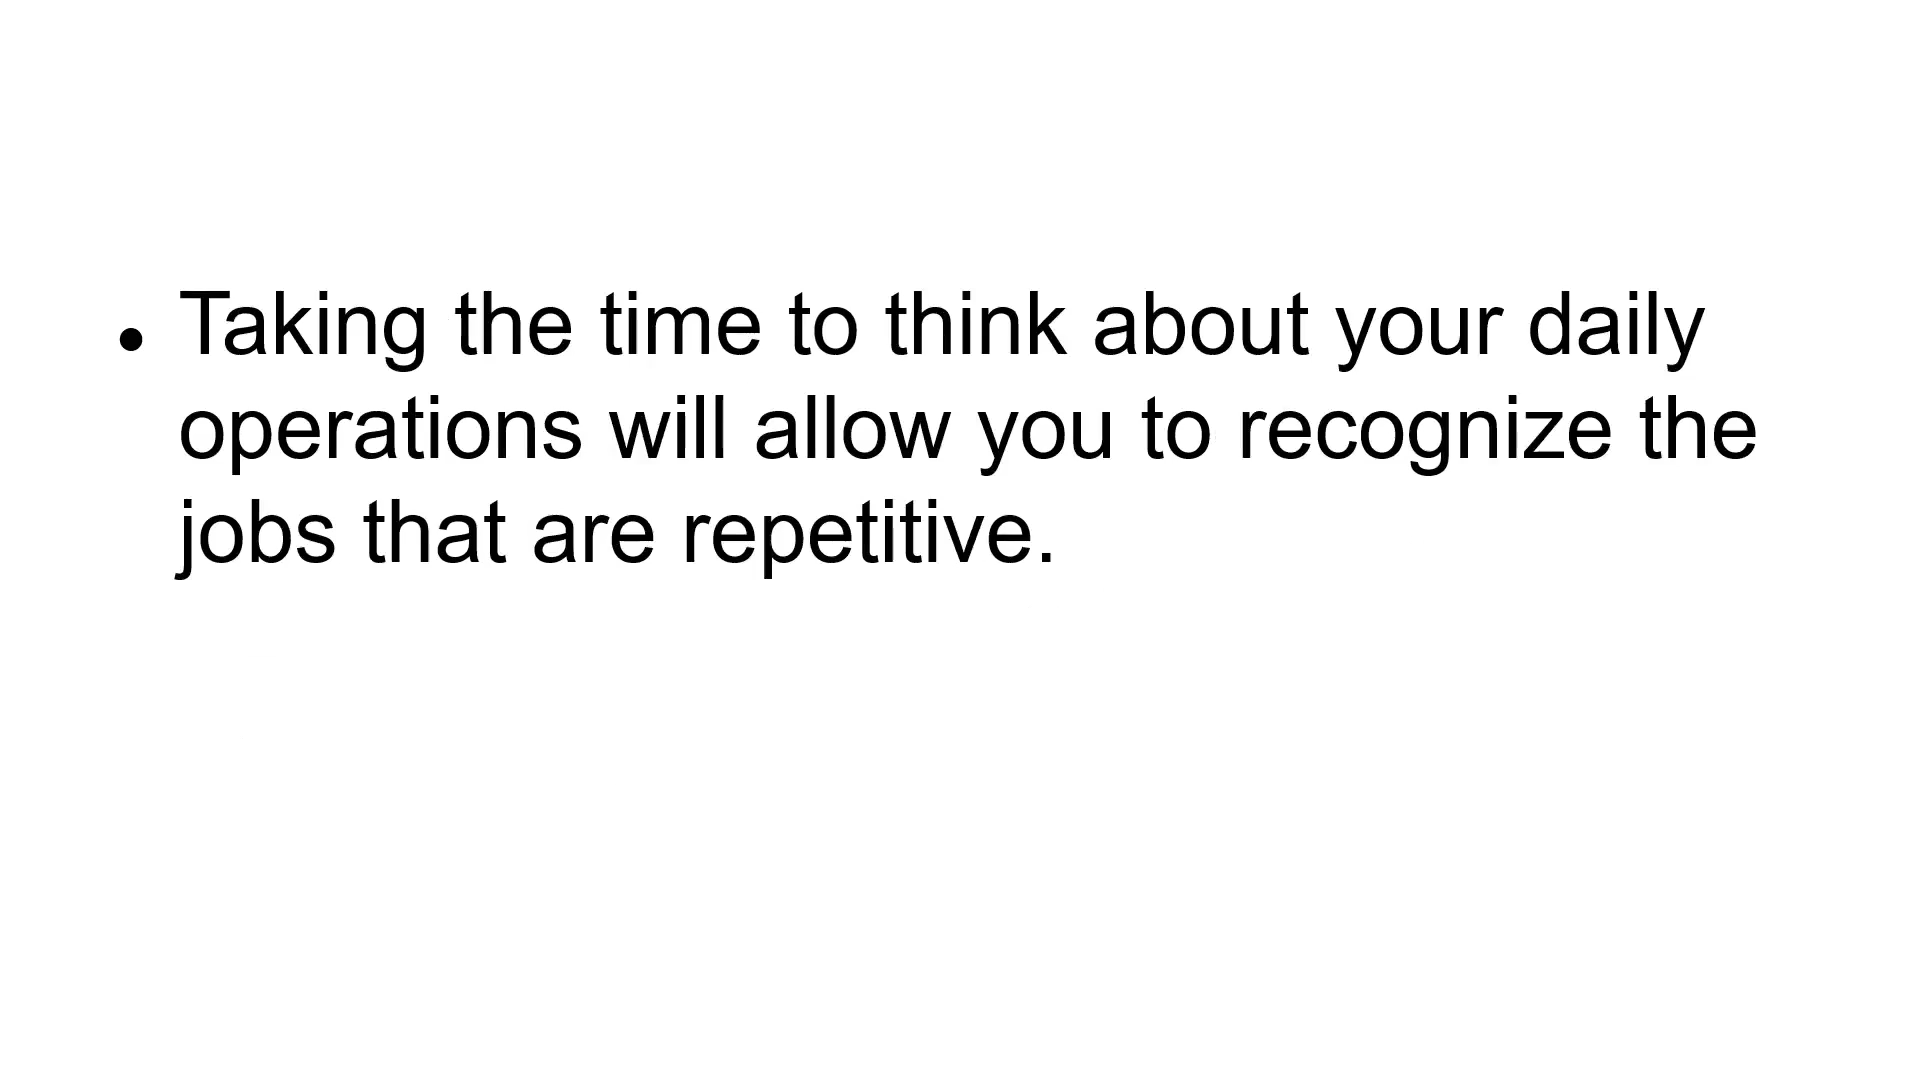 • Taking the time to think about your daily
operations will allow you to recognize the
jobs that are repetitive.